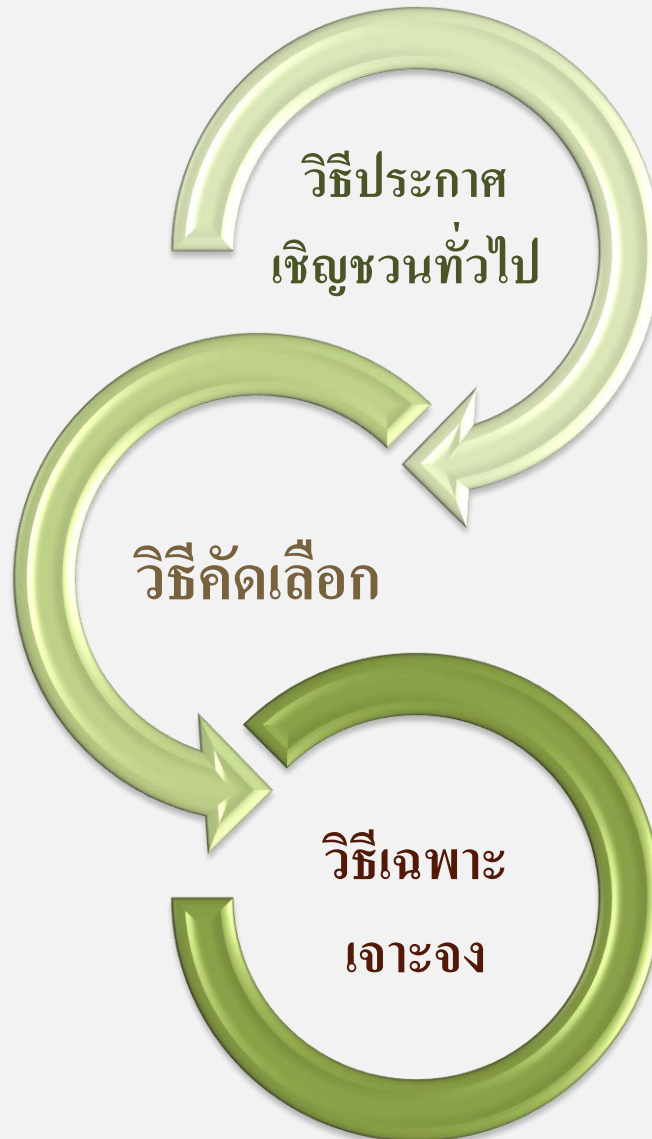 วิธีประกาศ
เชิญชวนทั่วไป
วิธีคัดเลือก
วิธีเฉพาะ
เจาะจง